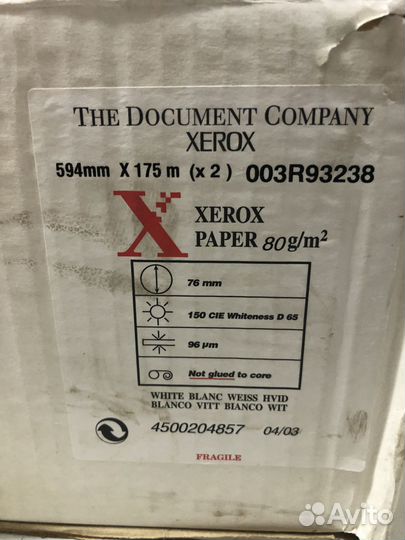 THE DOCUMENT COMPANY
XEROX
594mm X 175 m (x 2) 003R93238
XEROX
PAPER 80g/m²
76 mm
150 CIE Whiteness D 65
96 µm
Not glued to core
WHITE BLANC WEISS HVID
BLANCO VITT BIANCO WIT
4500204857 04/03
FRAGILE
Avito